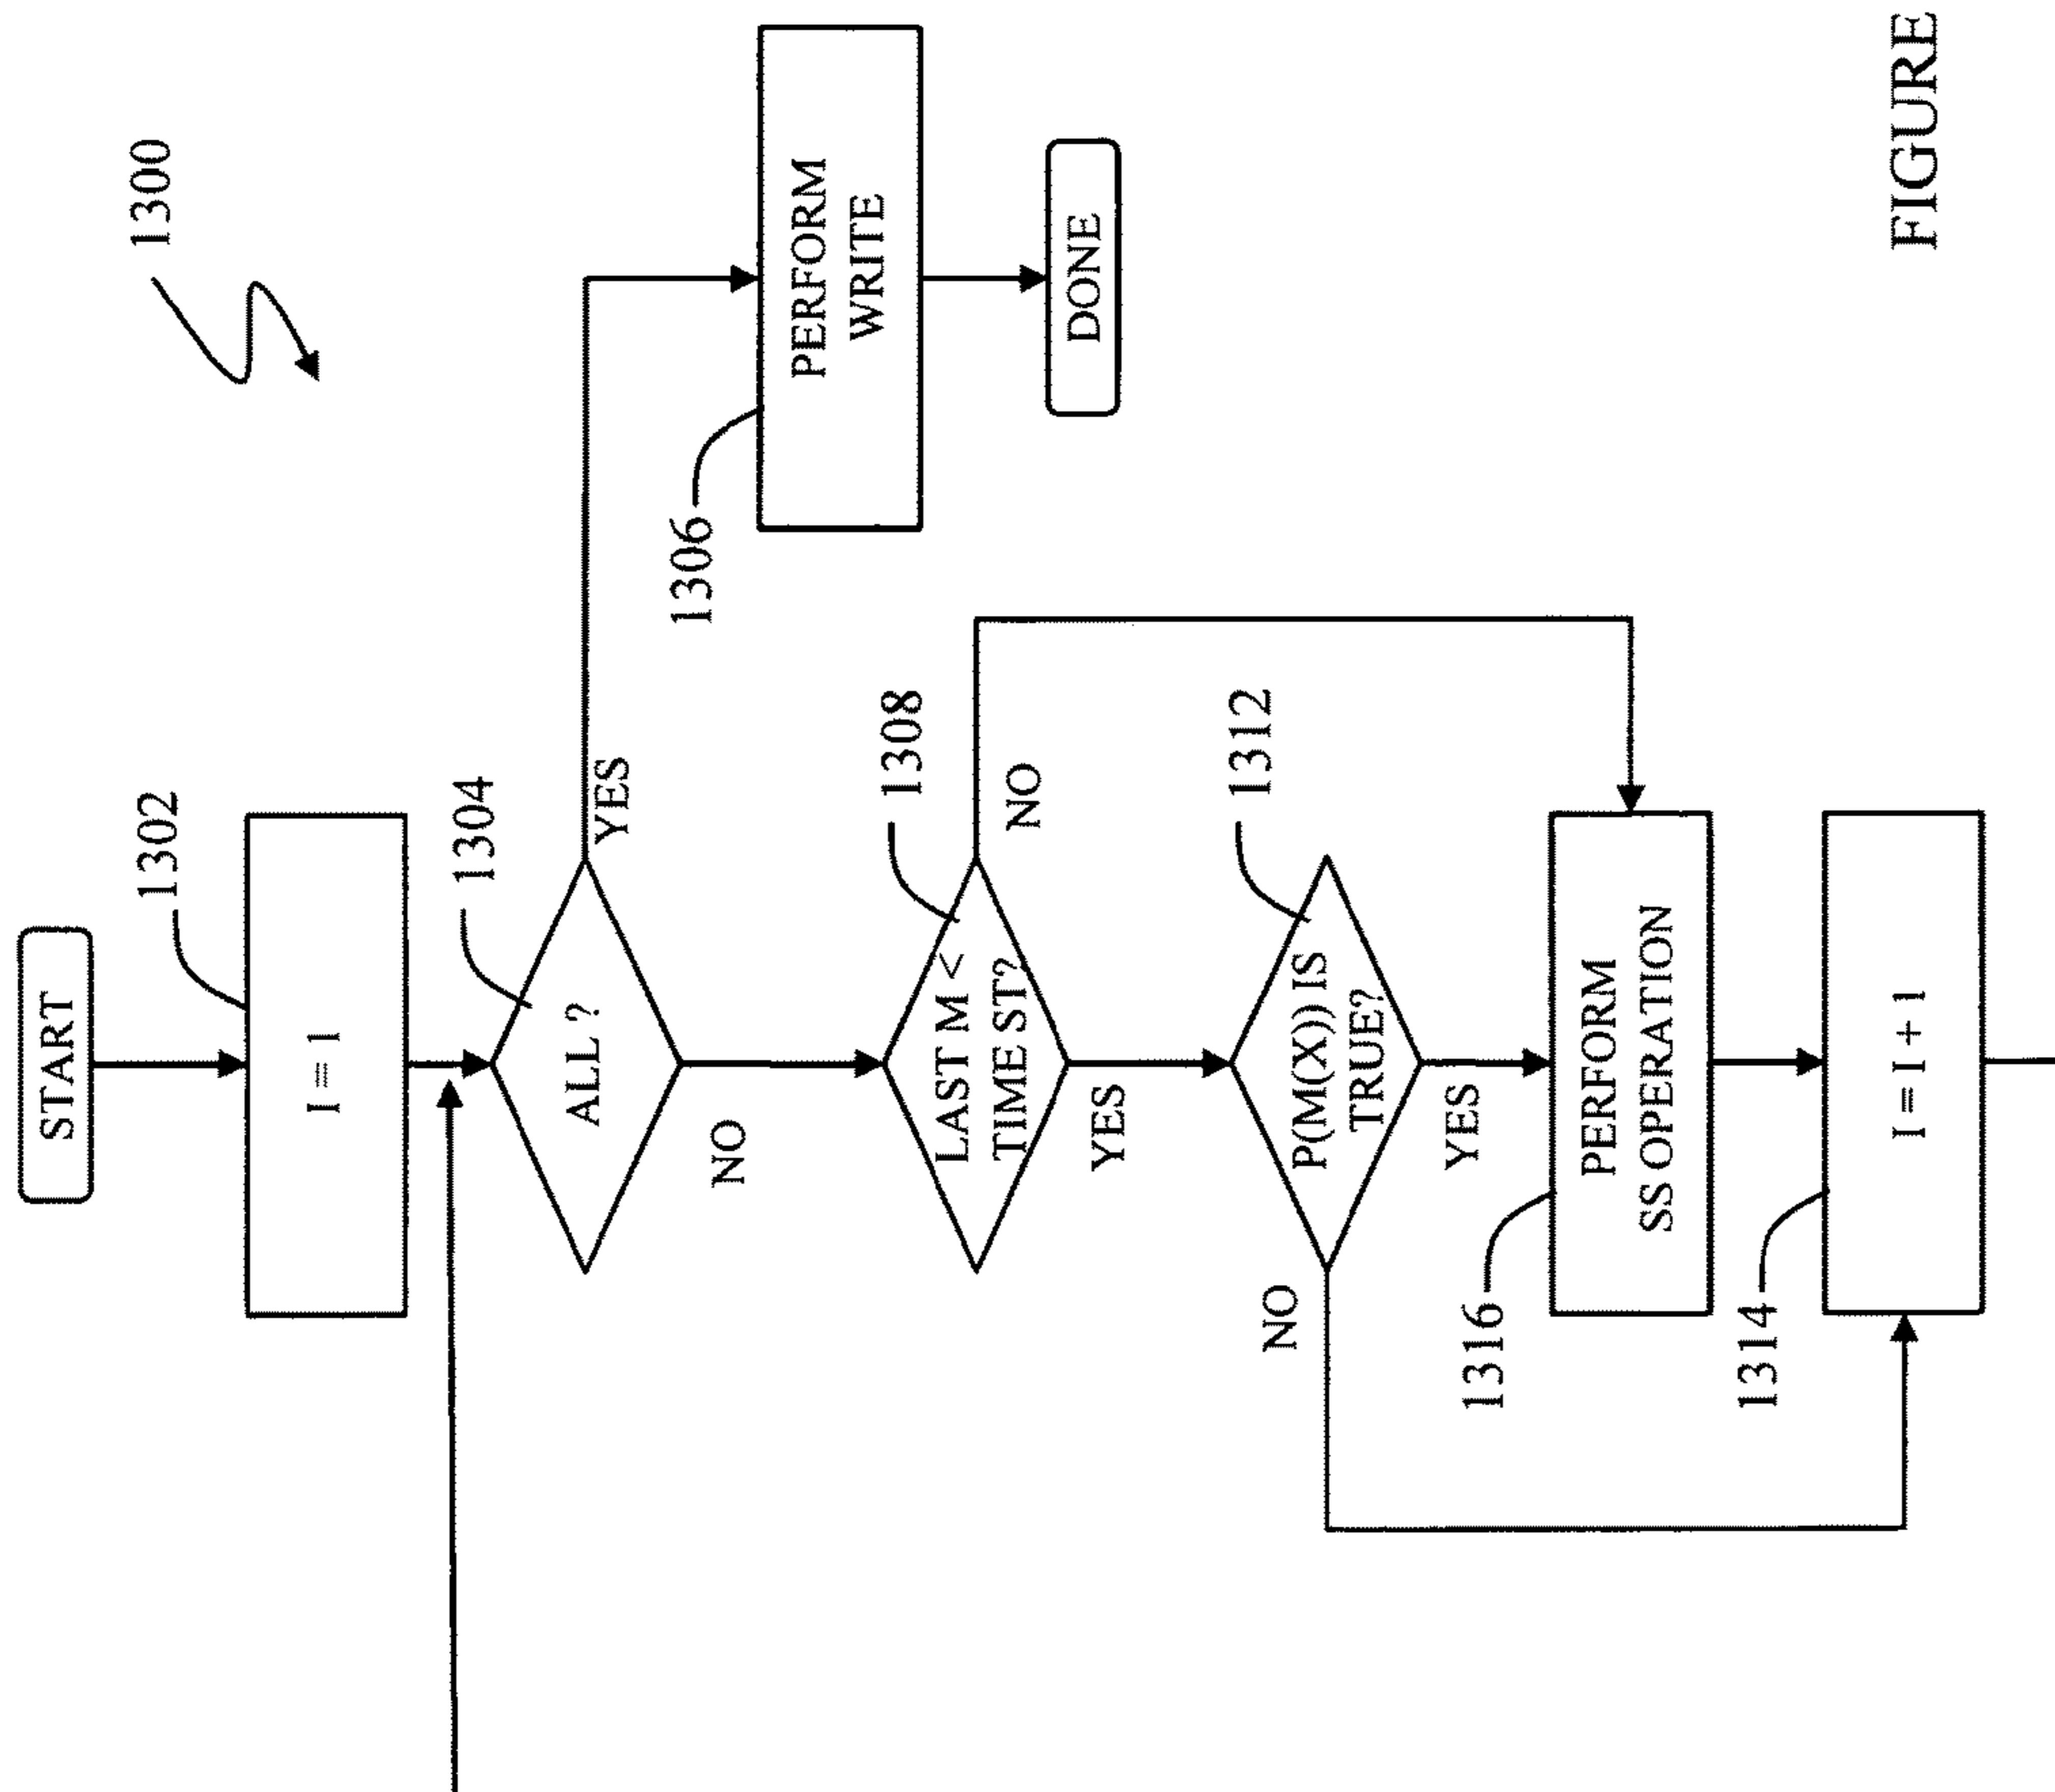 1300
START
1302
I = 1
1304
ALL ?
YES
NO
1306
PERFORM
WRITE
DONE
1308
LAST M <
TIME ST?
NO
YES
1312
P(M(X)) IS
TRUE?
NO
YES
1316
PERFORM
SS OPERATION
1314
I = I + 1
FIGURE